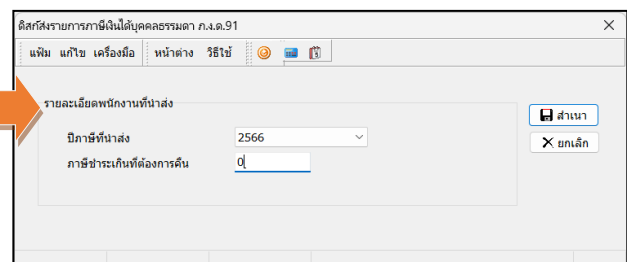 ดิสก์ส่งรายการภาษีเงินได้บุคคลธรรมดา ภ.ง.ด.91
แฟ้ม แก้ไข เครื่องมือ หน้าต่าง วิธีใช้
รายละเอียดพนักงานที่นำส่ง
สำเนา
ปีภาษีที่นำส่ง 2566
ยกเลิก
ภาษีชำระเกินที่ต้องการคืน 0